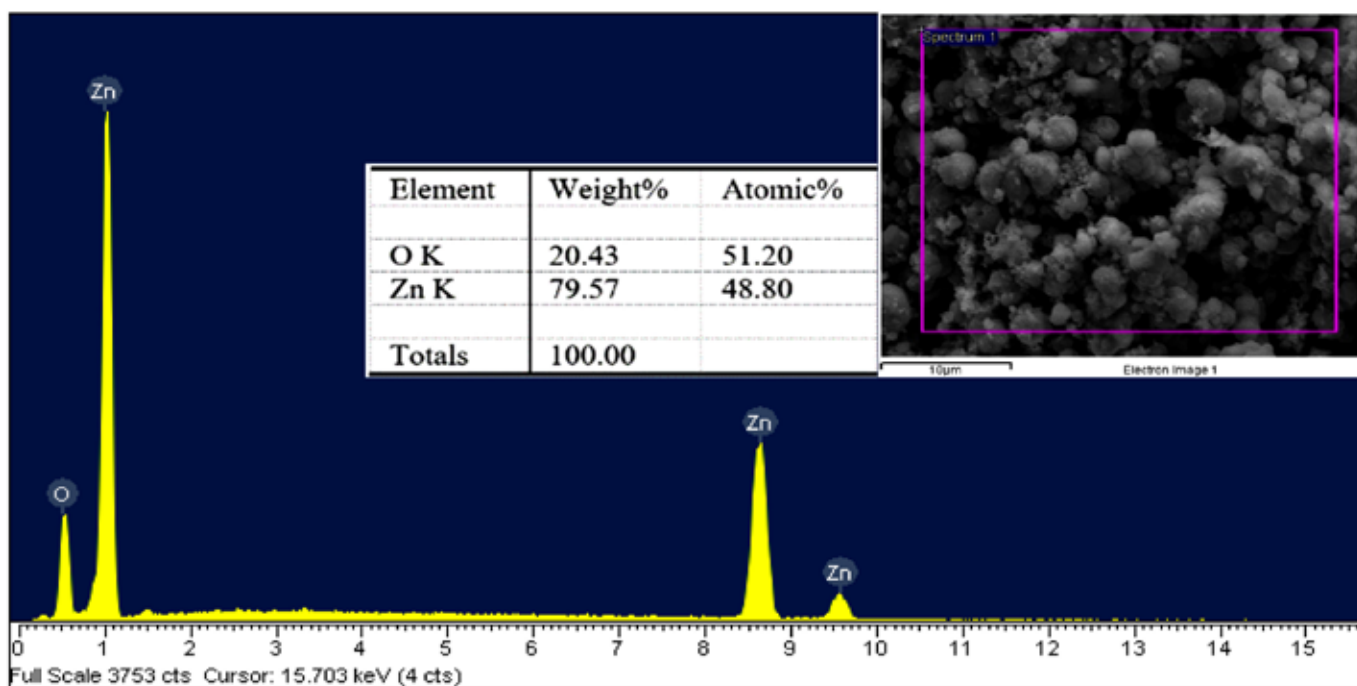 Spectrum 1
Zn
Element Weight% Atomic%
O K 20.43 51.20
Zn K 79.57 48.80
Totals 100.00
10µm Electron Image 1
Zn
O
Zn
0 1 2 3 4 5 6 7 8 9 10 11 12 13 14 15
Full Scale 3753 cts Cursor: 15.703 keV (4 cts)